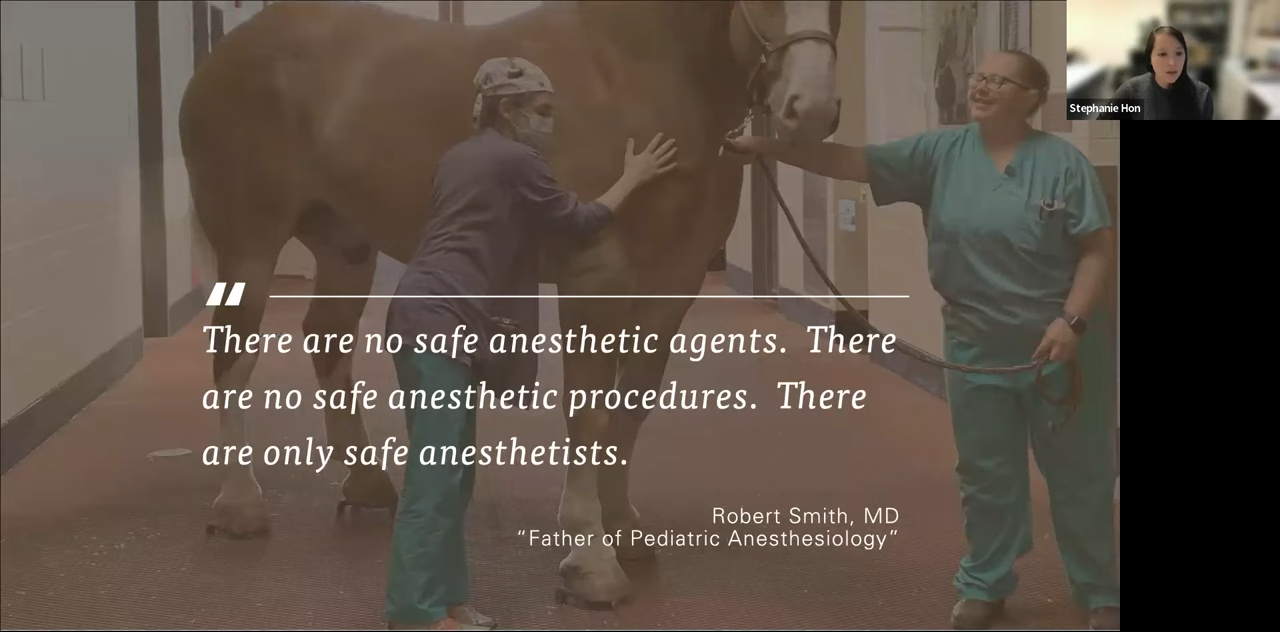 Stephanie Hon
“
There are no safe anesthetic agents.  There
are no safe anesthetic procedures.  There
are only safe anesthetists.
Robert Smith, MD
“Father of Pediatric Anesthesiology”